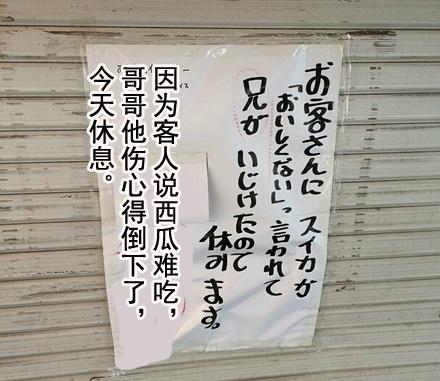 お客さんに スイカが
「おいしくない」っ言われて
兄が いじけたので
休みます。
因为客人说西瓜难吃，
哥哥他伤心得倒下了，
今天休息。